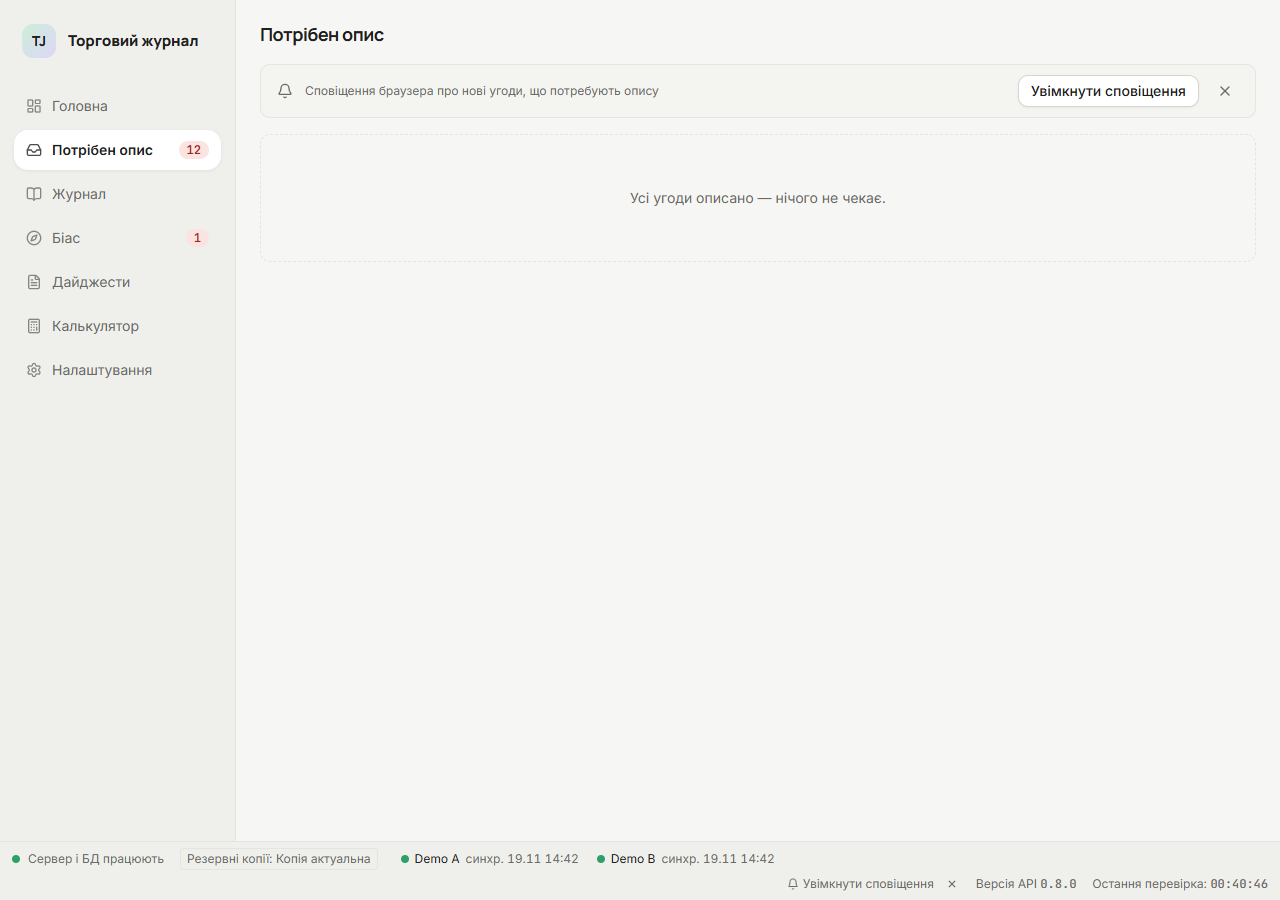 TJ Торговий журнал
Головна
Потрібен опис 12
Журнал
Біас 1
Дайджести
Калькулятор
Налаштування
Потрібен опис
Сповіщення браузера про нові угоди, що потребують опису
Увімкнути сповіщення
Усі угоди описано — нічого не чекає.
Сервер і БД працюють
Резервні копії: Копія актуальна
Demo A синхр. 19.11 14:42
Demo B синхр. 19.11 14:42
Увімкнути сповіщення
Версія API 0.8.0
Остання перевірка: 00:40:46